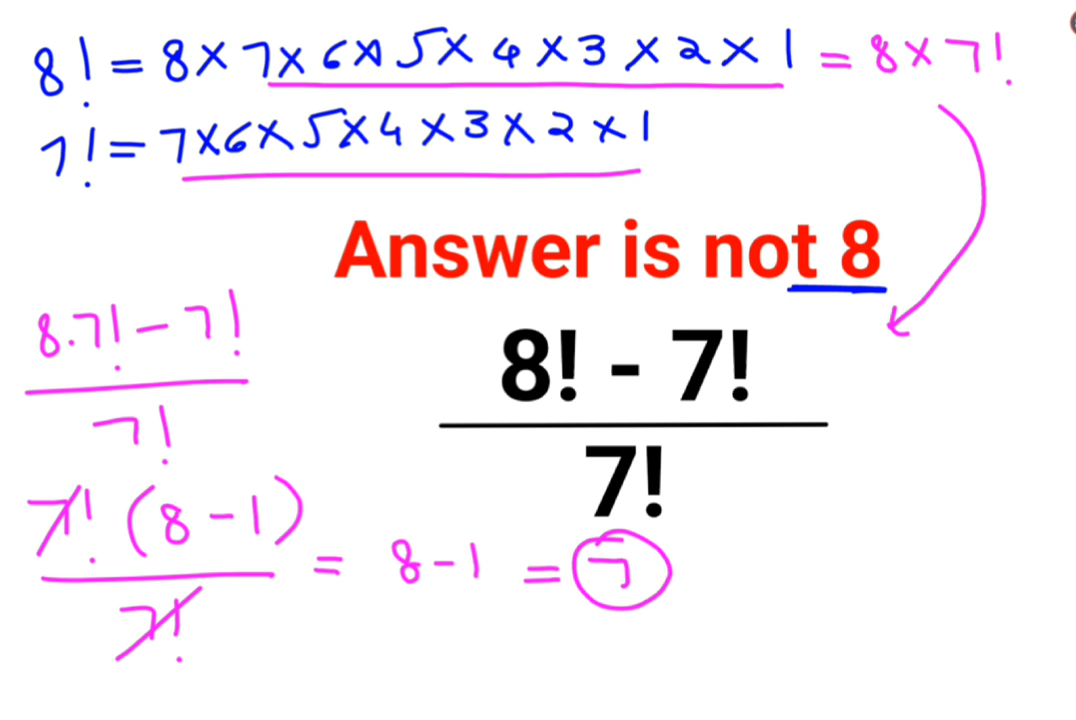 8! = 8 × 7 × 6 × 5 × 4 × 3 × 2 × 1 = 8 × 7!
7! = 7 × 6 × 5 × 4 × 3 × 2 × 1
Answer is not 8
8! - 7!
7!
8.7! - 7!
7!
7! (8 - 1)
7!
= 8 - 1 = 7